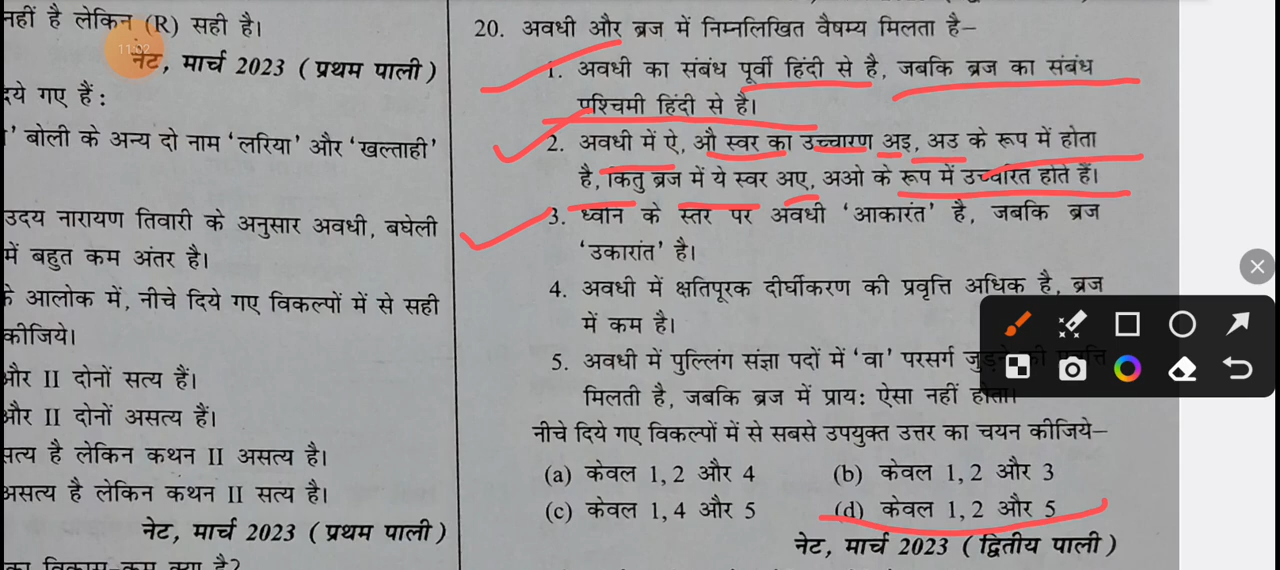 नहीं है लेकिन (R) सही है।
11:02
नेट, मार्च 2023 (प्रथम पाली)
दये गए हैं:
' बोली के अन्य दो नाम 'लरिया' और 'खल्ताही'
उदय नारायण तिवारी के अनुसार अवधी, बघेली
में बहुत कम अंतर है।
के आलोक में, नीचे दिये गए विकल्पों में से सही
कीजिये।
और II दोनों सत्य हैं।
और II दोनों असत्य हैं।
सत्य है लेकिन कथन II असत्य है।
असत्य है लेकिन कथन II सत्य है।
नेट, मार्च 2023 (प्रथम पाली)
20. अवधी और ब्रज में निम्नलिखित वैषम्य मिलता है–
1. अवधी का संबंध पूर्वी हिंदी से है, जबकि ब्रज का संबंध
पश्चिमी हिंदी से है।
2. अवधी में ऐ, औ स्वर का उच्चारण अइ, अउ के रूप में होता
है, किंतु ब्रज में ये स्वर अए, अओ के रूप में उच्चरित होते हैं।
3. ध्वनि के स्तर पर अवधी 'आकारांत' है, जबकि ब्रज
'उकारांत' है।
4. अवधी में क्षतिपूरक दीर्घीकरण की प्रवृत्ति अधिक है, ब्रज
में कम है।
5. अवधी में पुल्लिंग संज्ञा पदों में 'वा' परसर्ग जुड़ने की प्रवृत्ति
मिलती है, जबकि ब्रज में प्राय: ऐसा नहीं होता।
नीचे दिये गए विकल्पों में से सबसे उपयुक्त उत्तर का चयन कीजिये–
(a) केवल 1, 2 और 4 (b) केवल 1, 2 और 3
(c) केवल 1, 4 और 5 (d) केवल 1, 2 और 5
नेट, मार्च 2023 (द्वितीय पाली)